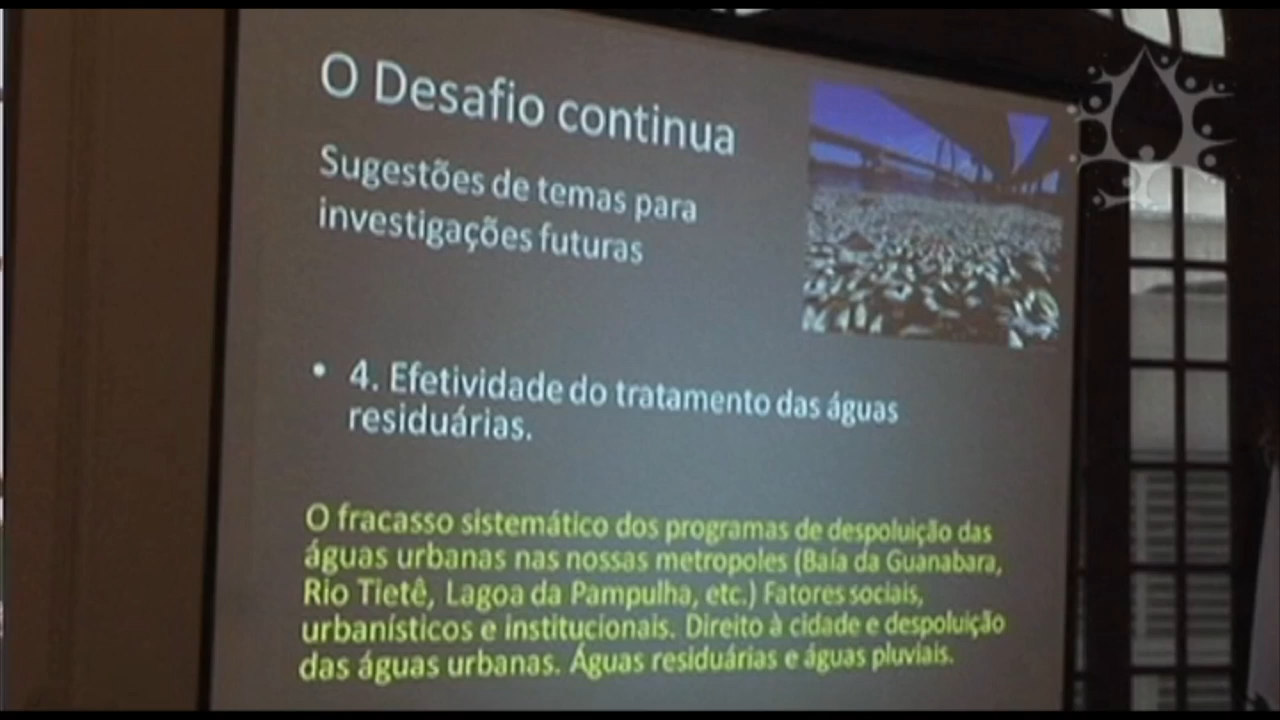 O Desafio continua
Sugestões de temas para
investigações futuras
• 4. Efetividade do tratamento das águas
residuárias.
O fracasso sistemático dos programas de despoluição das
águas urbanas nas nossas metropoles (Baía da Guanabara,
Rio Tietê, Lagoa da Pampulha, etc.) Fatores sociais,
urbanísticos e institucionais. Direito à cidade e despoluição
das águas urbanas. Águas residuárias e águas pluviais.